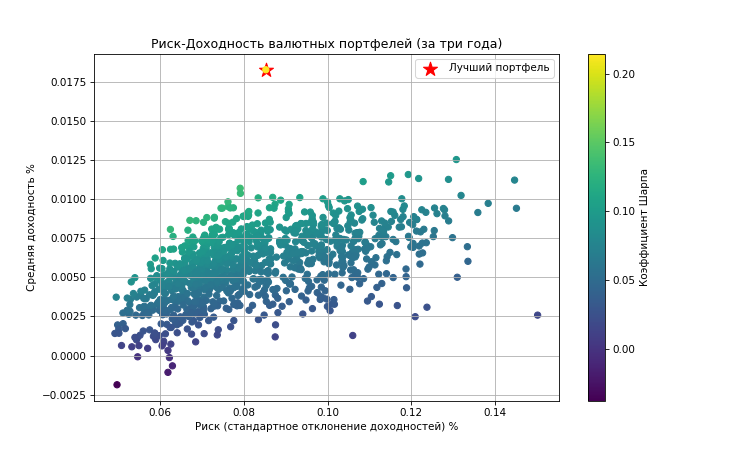 Риск-Доходность валютных портфелей (за три года)
Лучший портфель
0.0175
0.0150
0.0125
0.0100
0.0075
0.0050
0.0025
0.0000
−0.0025
Средняя доходность %
0.06 0.08 0.10 0.12 0.14
Риск (стандартное отклонение доходностей) %
0.20
0.15
0.10
0.05
0.00
Коэффициент Шарпа